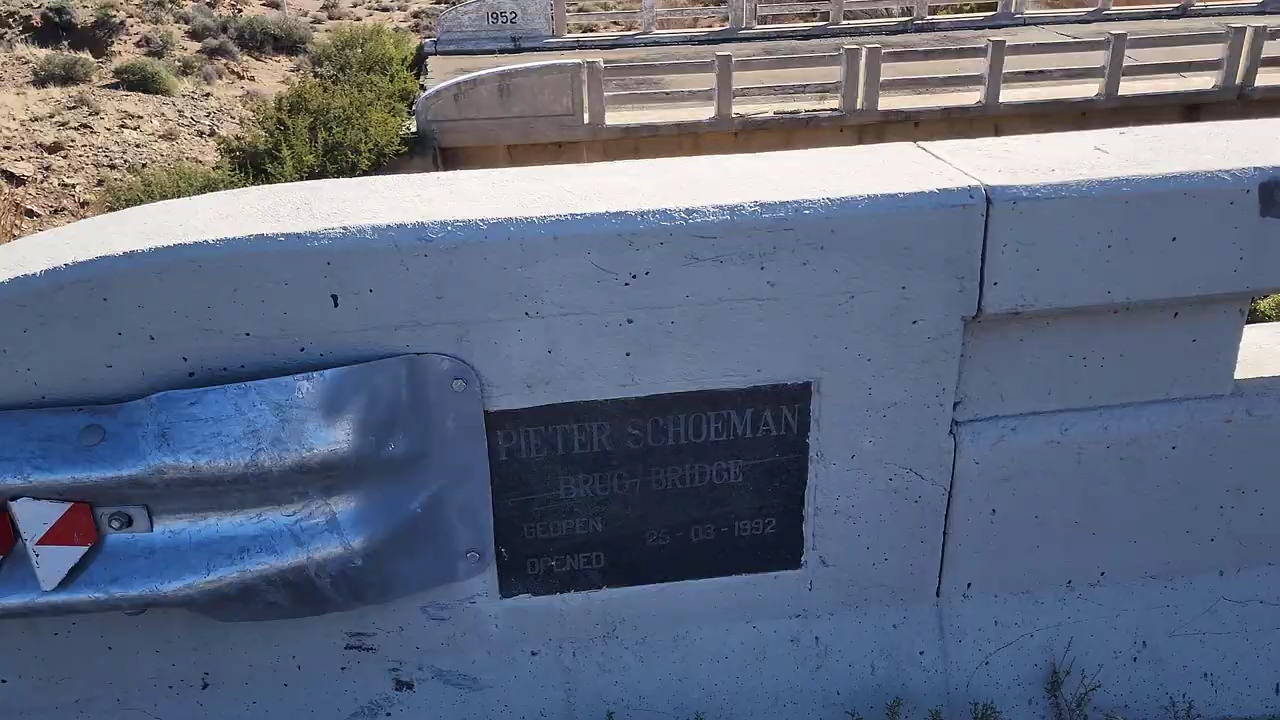 1952
PIETER SCHOEMAN
BRUG / BRIDGE
GEOPEN
25 - 03 - 1992
OPENED